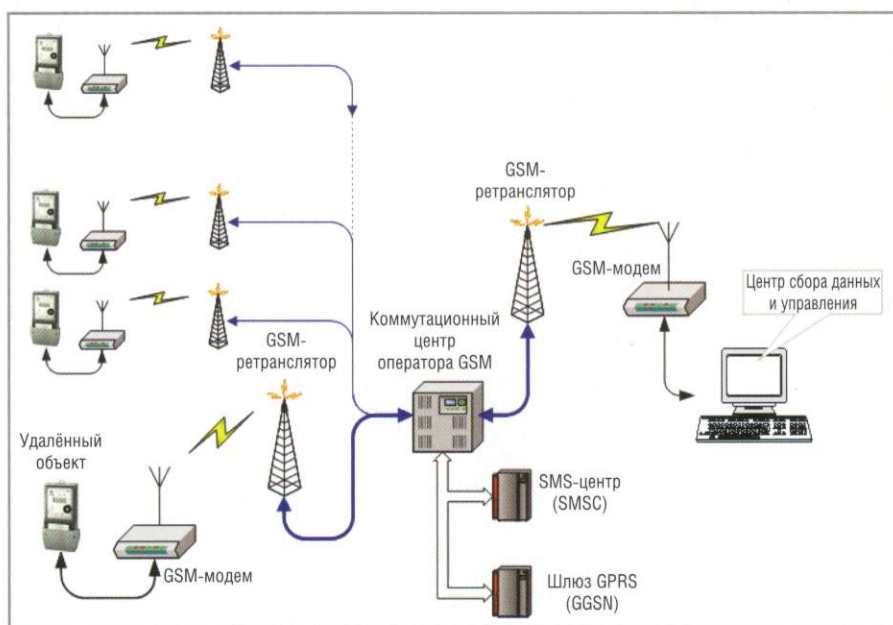 GSM-
ретранслятор
GSM-модем
Центр сбора данных
и управления
Коммутационный
центр
оператора GSM
GSM-
ретранслятор
Удалённый
объект
GSM-модем
SMS-центр
(SMSC)
Шлюз GPRS
(GGSN)